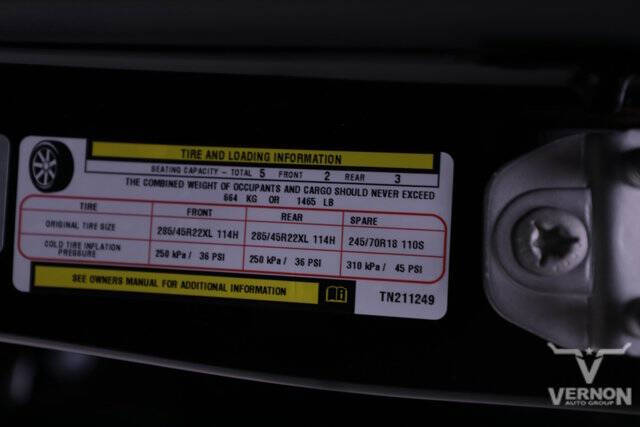 TIRE AND LOADING INFORMATION
SEATING CAPACITY - TOTAL 5 FRONT 2 REAR 3
THE COMBINED WEIGHT OF OCCUPANTS AND CARGO SHOULD NEVER EXCEED
664 KG OR 1465 LB
TIRE FRONT REAR SPARE
ORIGINAL TIRE SIZE 285/45R22XL 114H 285/45R22XL 114H 245/70R18 110S
COLD TIRE INFLATION PRESSURE 250 kPa / 36 PSI 250 kPa / 36 PSI 310 kPa / 45 PSI
SEE OWNERS MANUAL FOR ADDITIONAL INFORMATION
TN211249
VERNON
AUTO GROUP